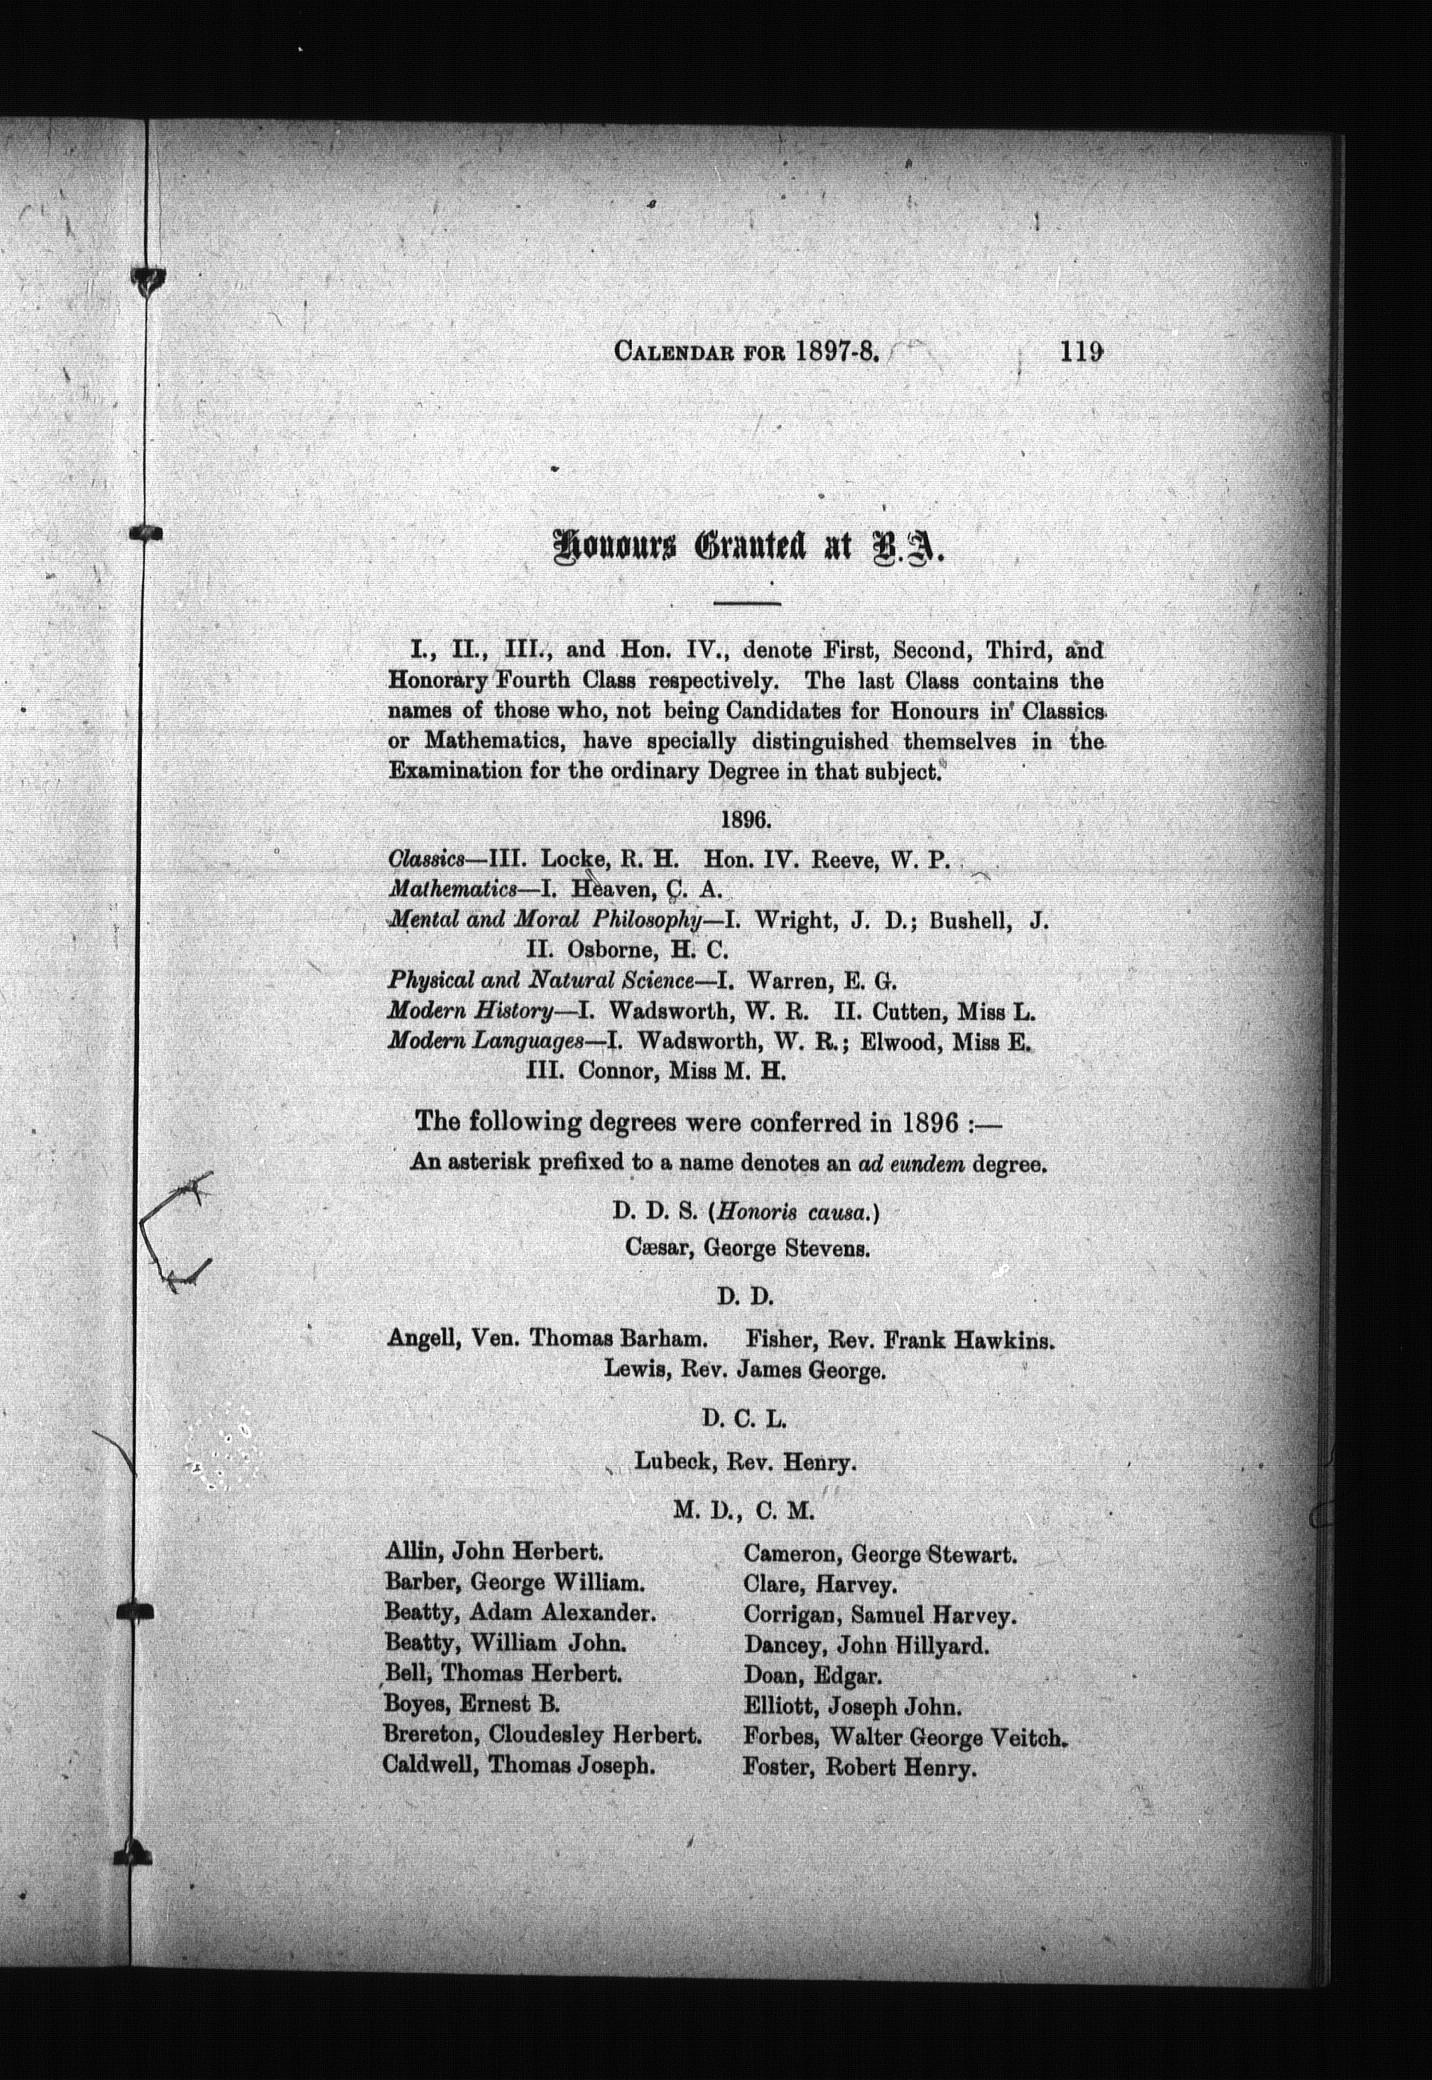 CALENDAR FOR 1897-8. 119
Honours Granted at B.A.
I., II., III., and Hon. IV., denote First, Second, Third, and
Honorary Fourth Class respectively. The last Class contains the
names of those who, not being Candidates for Honours in Classics
or Mathematics, have specially distinguished themselves in the
Examination for the ordinary Degree in that subject.
1896.
Classics—III. Locke, R. H. Hon. IV. Reeve, W. P.
Mathematics—I. Heaven, C. A.
Mental and Moral Philosophy—I. Wright, J. D.; Bushell, J.
II. Osborne, H. C.
Physical and Natural Science—I. Warren, E. G.
Modern History—I. Wadsworth, W. R. II. Cutten, Miss L.
Modern Languages—I. Wadsworth, W. R.; Elwood, Miss E.
III. Connor, Miss M. H.
The following degrees were conferred in 1896 :—
An asterisk prefixed to a name denotes an ad eundem degree.
D. D. S. (Honoris causa.)
Cæsar, George Stevens.
D. D.
Angell, Ven. Thomas Barham. Fisher, Rev. Frank Hawkins.
Lewis, Rev. James George.
D. C. L.
Lubeck, Rev. Henry.
M. D., C. M.
Allin, John Herbert.
Barber, George William.
Beatty, Adam Alexander.
Beatty, William John.
Bell, Thomas Herbert.
Boyes, Ernest B.
Brereton, Cloudesley Herbert.
Caldwell, Thomas Joseph.
Cameron, George Stewart.
Clare, Harvey.
Corrigan, Samuel Harvey.
Dancey, John Hillyard.
Doan, Edgar.
Elliott, Joseph John.
Forbes, Walter George Veitch.
Foster, Robert Henry.